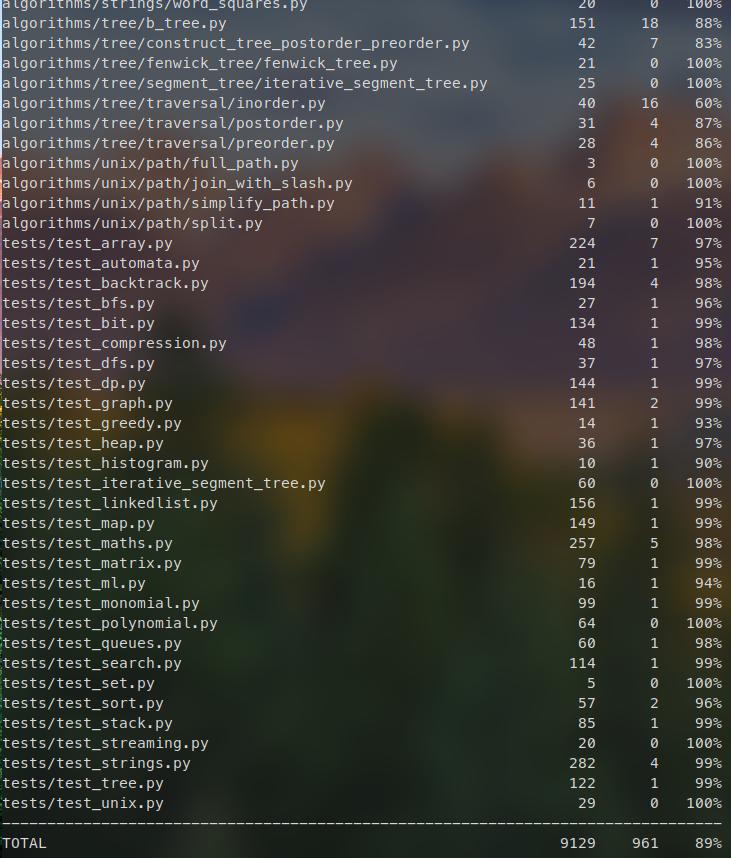 algorithms/strings/word_squares.py 20 0 100%
algorithms/tree/b_tree.py 151 18 88%
algorithms/tree/construct_tree_postorder_preorder.py 42 7 83%
algorithms/tree/fenwick_tree/fenwick_tree.py 21 0 100%
algorithms/tree/segment_tree/iterative_segment_tree.py 25 0 100%
algorithms/tree/traversal/inorder.py 40 16 60%
algorithms/tree/traversal/postorder.py 31 4 87%
algorithms/tree/traversal/preorder.py 28 4 86%
algorithms/unix/path/full_path.py 3 0 100%
algorithms/unix/path/join_with_slash.py 6 0 100%
algorithms/unix/path/simplify_path.py 11 1 91%
algorithms/unix/path/split.py 7 0 100%
tests/test_array.py 224 7 97%
tests/test_automata.py 21 1 95%
tests/test_backtrack.py 194 4 98%
tests/test_bfs.py 27 1 96%
tests/test_bit.py 134 1 99%
tests/test_compression.py 48 1 98%
tests/test_dfs.py 37 1 97%
tests/test_dp.py 144 1 99%
tests/test_graph.py 141 2 99%
tests/test_greedy.py 14 1 93%
tests/test_heap.py 36 1 97%
tests/test_histogram.py 10 1 90%
tests/test_iterative_segment_tree.py 60 0 100%
tests/test_linkedlist.py 156 1 99%
tests/test_map.py 149 1 99%
tests/test_maths.py 257 5 98%
tests/test_matrix.py 79 1 99%
tests/test_ml.py 16 1 94%
tests/test_monomial.py 99 1 99%
tests/test_polynomial.py 64 0 100%
tests/test_queues.py 60 1 98%
tests/test_search.py 114 1 99%
tests/test_set.py 5 0 100%
tests/test_sort.py 57 2 96%
tests/test_stack.py 85 1 99%
tests/test_streaming.py 20 0 100%
tests/test_strings.py 282 4 99%
tests/test_tree.py 122 1 99%
tests/test_unix.py 29 0 100%
--------------------------------------------------------------------------------
TOTAL 9129 961 89%